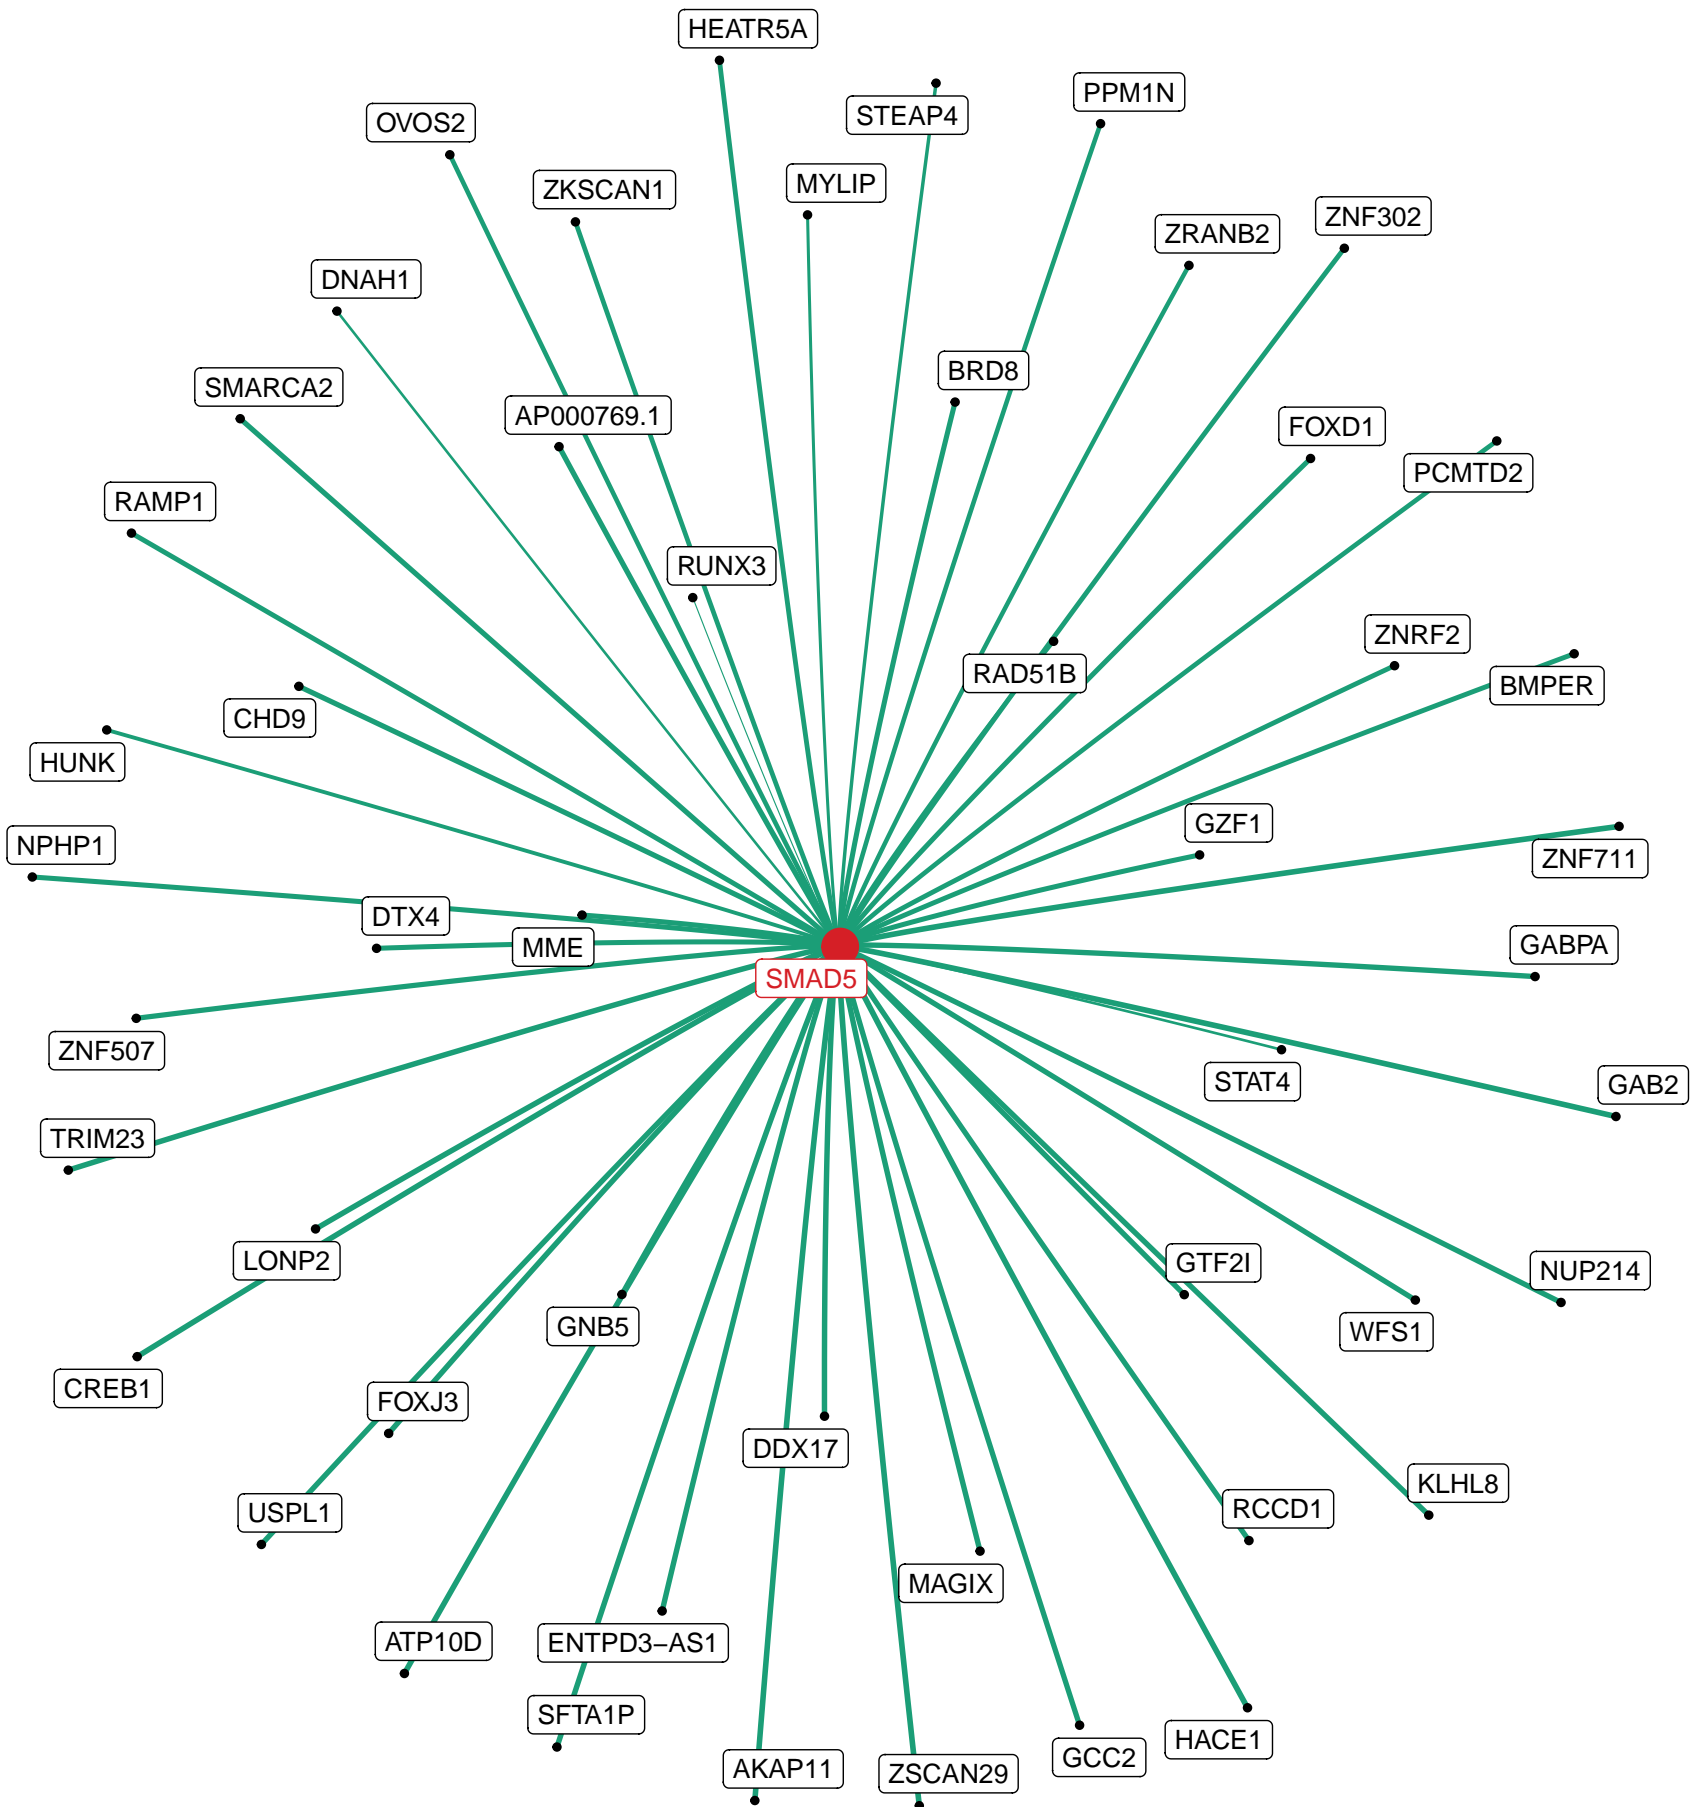 HEATR5A
PPM1N
STEAP4
OVOS2
MYLIP
ZKSCAN1
ZNF302
ZRANB2
DNAH1
BRD8
SMARCA2
AP000769.1
FOXD1
PCMTD2
RAMP1
RUNX3
ZNRF2
RAD51B
BMPER
CHD9
HUNK
GZF1
NPHP1
ZNF711
DTX4
GABPA
MME
SMAD5
ZNF507
STAT4
GAB2
TRIM23
LONP2
GTF2I
NUP214
GNB5
WFS1
CREB1
FOXJ3
DDX17
KLHL8
RCCD1
USPL1
MAGIX
ATP10D
ENTPD3−AS1
SFTA1P
HACE1
GCC2
AKAP11
ZSCAN29